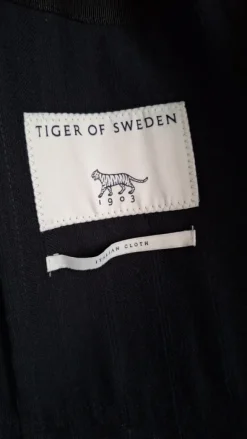 TIGER OF SWEDEN
1903
ITALIAN CLOTH